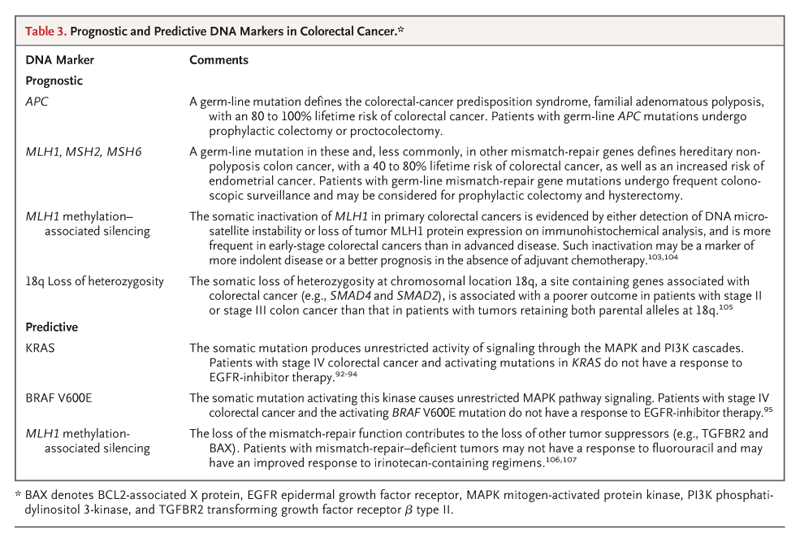 Table 3. Prognostic and Predictive DNA Markers in Colorectal Cancer.*
DNA Marker Comments
Prognostic
APC A germ-line mutation defines the colorectal-cancer predisposition syndrome, familial adenomatous polyposis,
with an 80 to 100% lifetime risk of colorectal cancer. Patients with germ-line APC mutations undergo
prophylactic colectomy or proctocolectomy.
MLH1, MSH2, MSH6 A germ-line mutation in these and, less commonly, in other mismatch-repair genes defines hereditary non-
polyposis colon cancer, with a 40 to 80% lifetime risk of colorectal cancer, as well as an increased risk of
endometrial cancer. Patients with germ-line mismatch-repair gene mutations undergo frequent colono-
scopic surveillance and may be considered for prophylactic colectomy and hysterectomy.
MLH1 methylation– The somatic inactivation of MLH1 in primary colorectal cancers is evidenced by either detection of DNA micro-
associated silencing satellite instability or loss of tumor MLH1 protein expression on immunohistochemical analysis, and is more
frequent in early-stage colorectal cancers than in advanced disease. Such inactivation may be a marker of
more indolent disease or a better prognosis in the absence of adjuvant chemotherapy.103,104
18q Loss of heterozygosity The somatic loss of heterozygosity at chromosomal location 18q, a site containing genes associated with
colorectal cancer (e.g., SMAD4 and SMAD2), is associated with a poorer outcome in patients with stage II
or stage III colon cancer than that in patients with tumors retaining both parental alleles at 18q.105
Predictive
KRAS The somatic mutation produces unrestricted activity of signaling through the MAPK and PI3K cascades.
Patients with stage IV colorectal cancer and activating mutations in KRAS do not have a response to
EGFR-inhibitor therapy.92-94
BRAF V600E The somatic mutation activating this kinase causes unrestricted MAPK pathway signaling. Patients with stage IV
colorectal cancer and the activating BRAF V600E mutation do not have a response to EGFR-inhibitor therapy.95
MLH1 methylation- The loss of the mismatch-repair function contributes to the loss of other tumor suppressors (e.g., TGFBR2 and
associated silencing BAX). Patients with mismatch-repair–deficient tumors may not have a response to fluorouracil and may
have an improved response to irinotecan-containing regimens.106,107
* BAX denotes BCL2-associated X protein, EGFR epidermal growth factor receptor, MAPK mitogen-activated protein kinase, PI3K phosphati-
dylinositol 3-kinase, and TGFBR2 transforming growth factor receptor β type II.